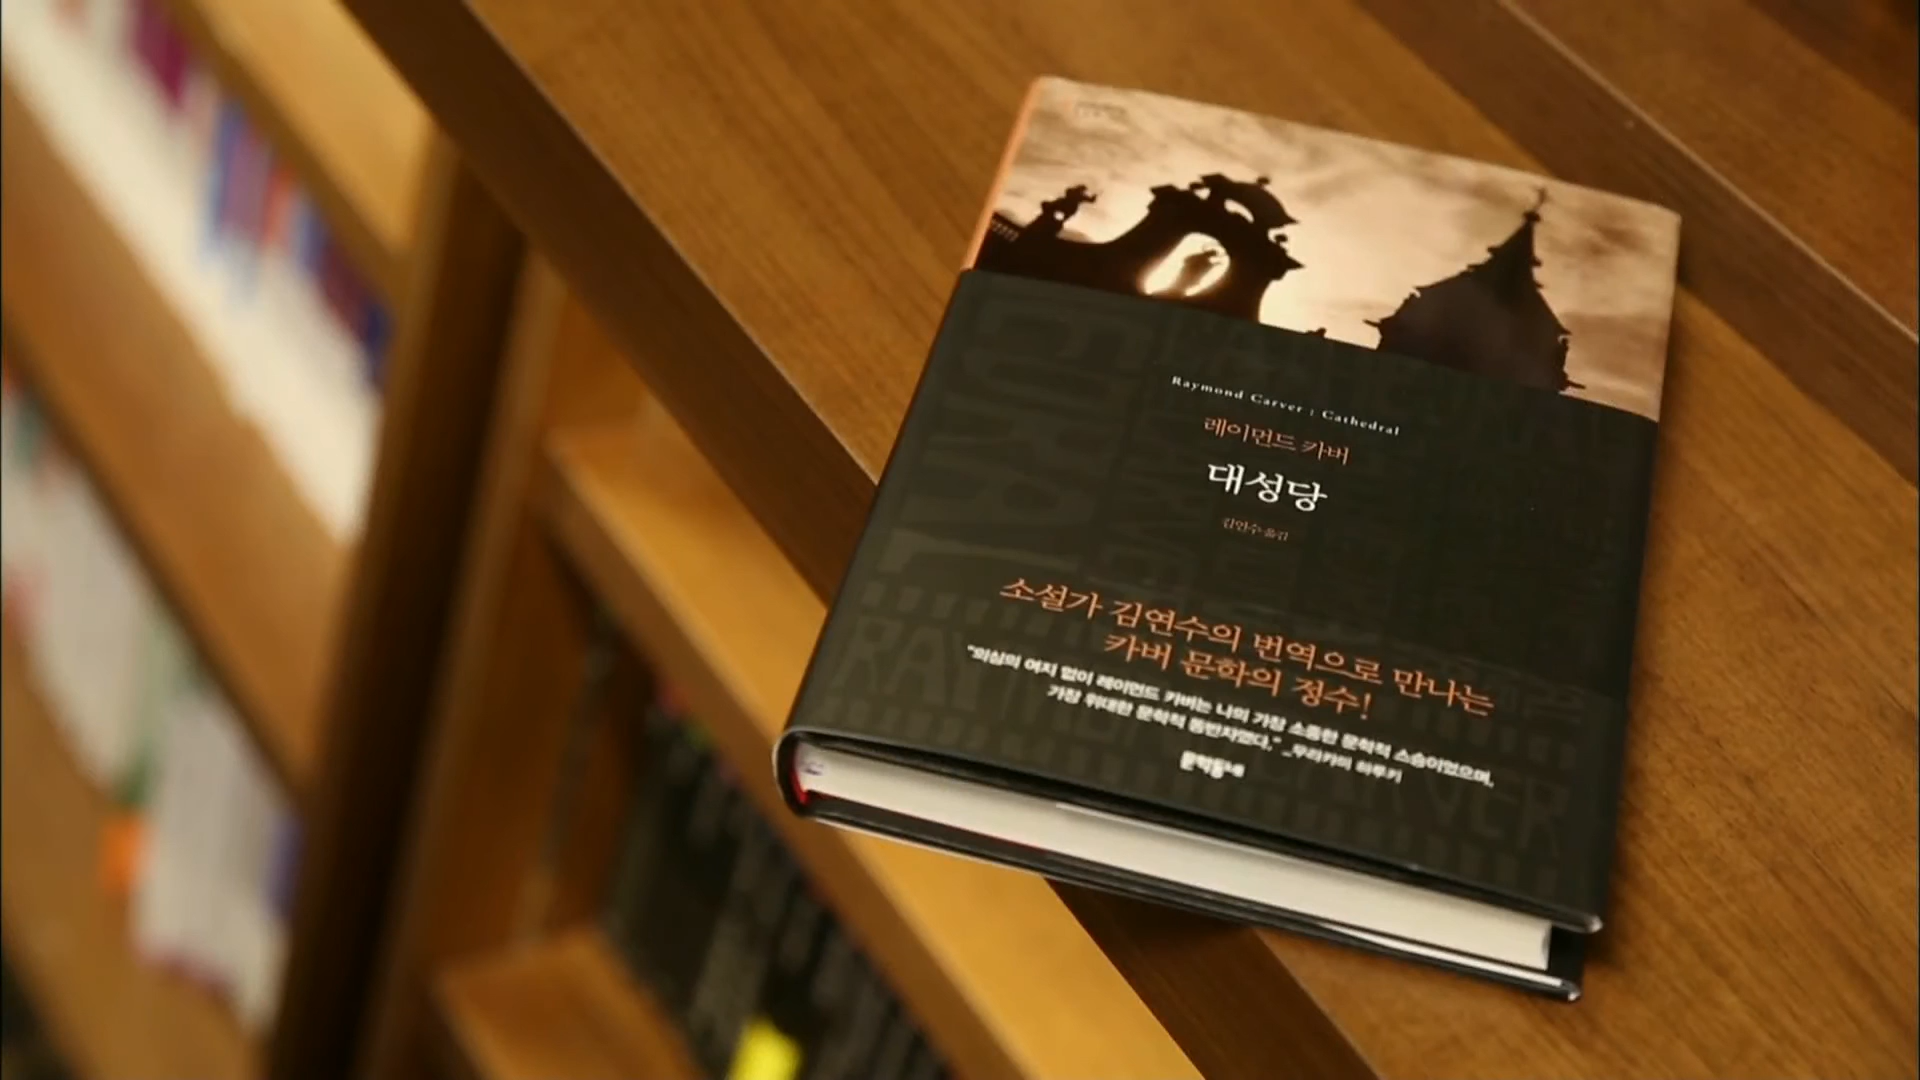 Raymond Carver : Cathedral
레이먼드 카버
대성당
김연수 옮김
소설가 김연수의 번역으로 만나는
카버 문학의 정수!
"의심의 여지 없이 레이먼드 카버는 나의 가장 소중한 문학적 스승이었으며,
가장 위대한 문학적 동반자였다." _무라카미 하루키
문학동네